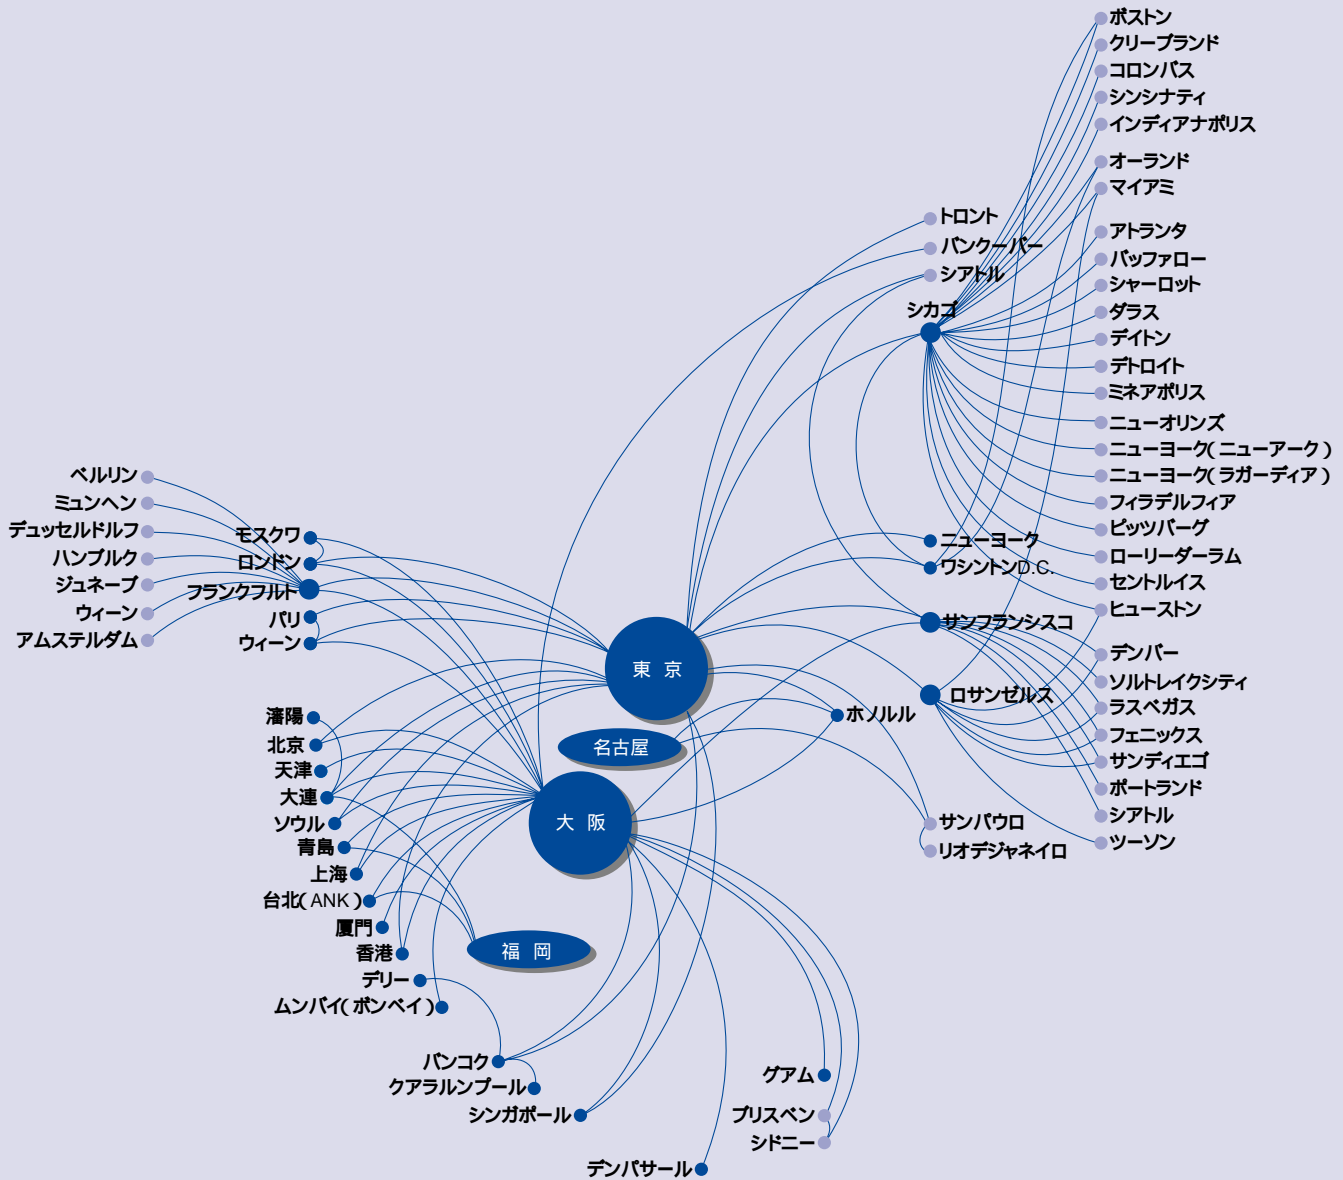 ボストン
クリーブランド
コロンバス
シンシナティ
インディアナポリス
オーランド
マイアミ
トロント
バンクーバー
シアトル
シカゴ
アトランタ
バッファロー
シャーロット
ダラス
デイトン
デトロイト
ミネアポリス
ニューオリンズ
ニューヨーク(ニューアーク)
ニューヨーク(ラガーディア)
フィラデルフィア
ピッツバーグ
ローリーダーラム
セントルイス
ヒューストン
デンバー
ソルトレイクシティ
ラスベガス
フェニックス
サンディエゴ
ポートランド
シアトル
ツーソン
ニューヨーク
ワシントンD.C.
サンフランシスコ
ロサンゼルス
ホノルル
サンパウロ
リオデジャネイロ
ベルリン
ミュンヘン
デュッセルドルフ
ハンブルク
ジュネーブ
ウィーン
アムステルダム
モスクワ
ロンドン
フランクフルト
パリ
ウィーン
東 京
名古屋
大 阪
福 岡
瀋陽
北京
天津
大連
ソウル
青島
上海
台北(ANK)
厦門
香港
デリー
ムンバイ(ボンベイ)
バンコク
クアラルンプール
シンガポール
デンパサール
グアム
ブリスベン
シドニー